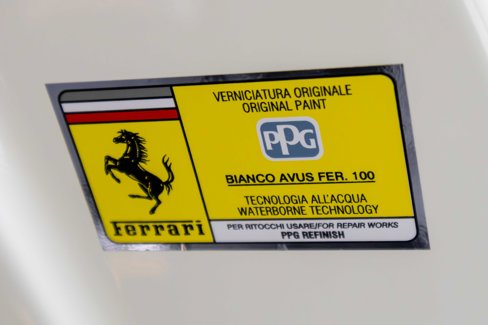 VERNICIATURA ORIGINALE
ORIGINAL PAINT
PPG
BIANCO AVUS FER. 100
TECNOLOGIA ALL'ACQUA
WATERBORNE TECHNOLOGY
Ferrari
PER RITOCCHI USARE/FOR REPAIR WORKS
PPG REFINISH